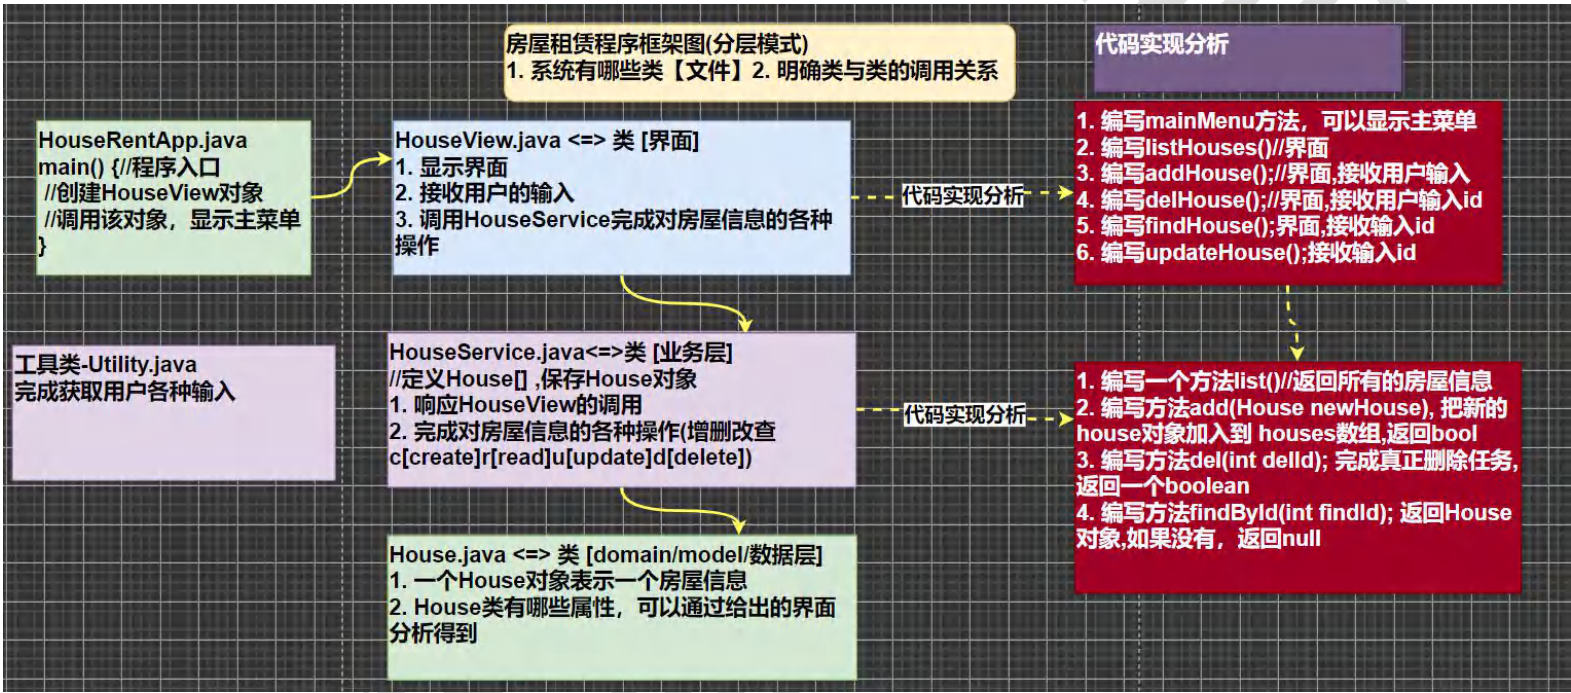 房屋租赁程序框架图(分层模式)
1. 系统有哪些类【文件】2. 明确类与类的调用关系
代码实现分析
HouseRentApp.java
main() {//程序入口
//创建HouseView对象
//调用该对象，显示主菜单
}
HouseView.java <=> 类 [界面]
1. 显示界面
2. 接收用户的输入
3. 调用HouseService完成对房屋信息的各种
操作
代码实现分析
1. 编写mainMenu方法，可以显示主菜单
2. 编写listHouses()//界面
3. 编写addHouse();//界面,接收用户输入
4. 编写delHouse();//界面,接收用户输入id
5. 编写findHouse();界面,接收输入id
6. 编写updateHouse();接收输入id
工具类-Utility.java
完成获取用户各种输入
HouseService.java<=>类 [业务层]
//定义House[] ,保存House对象
1. 响应HouseView的调用
2. 完成对房屋信息的各种操作(增删改查
c[create]r[read]u[update]d[delete])
代码实现分析
1. 编写一个方法list()//返回所有的房屋信息
2. 编写方法add(House newHouse), 把新的
house对象加入到 houses数组,返回bool
3. 编写方法del(int delId); 完成真正删除任务,
返回一个boolean
4. 编写方法findById(int findId); 返回House
对象,如果没有，返回null
House.java <=> 类 [domain/model/数据层]
1. 一个House对象表示一个房屋信息
2. House类有哪些属性，可以通过给出的界面
分析得到